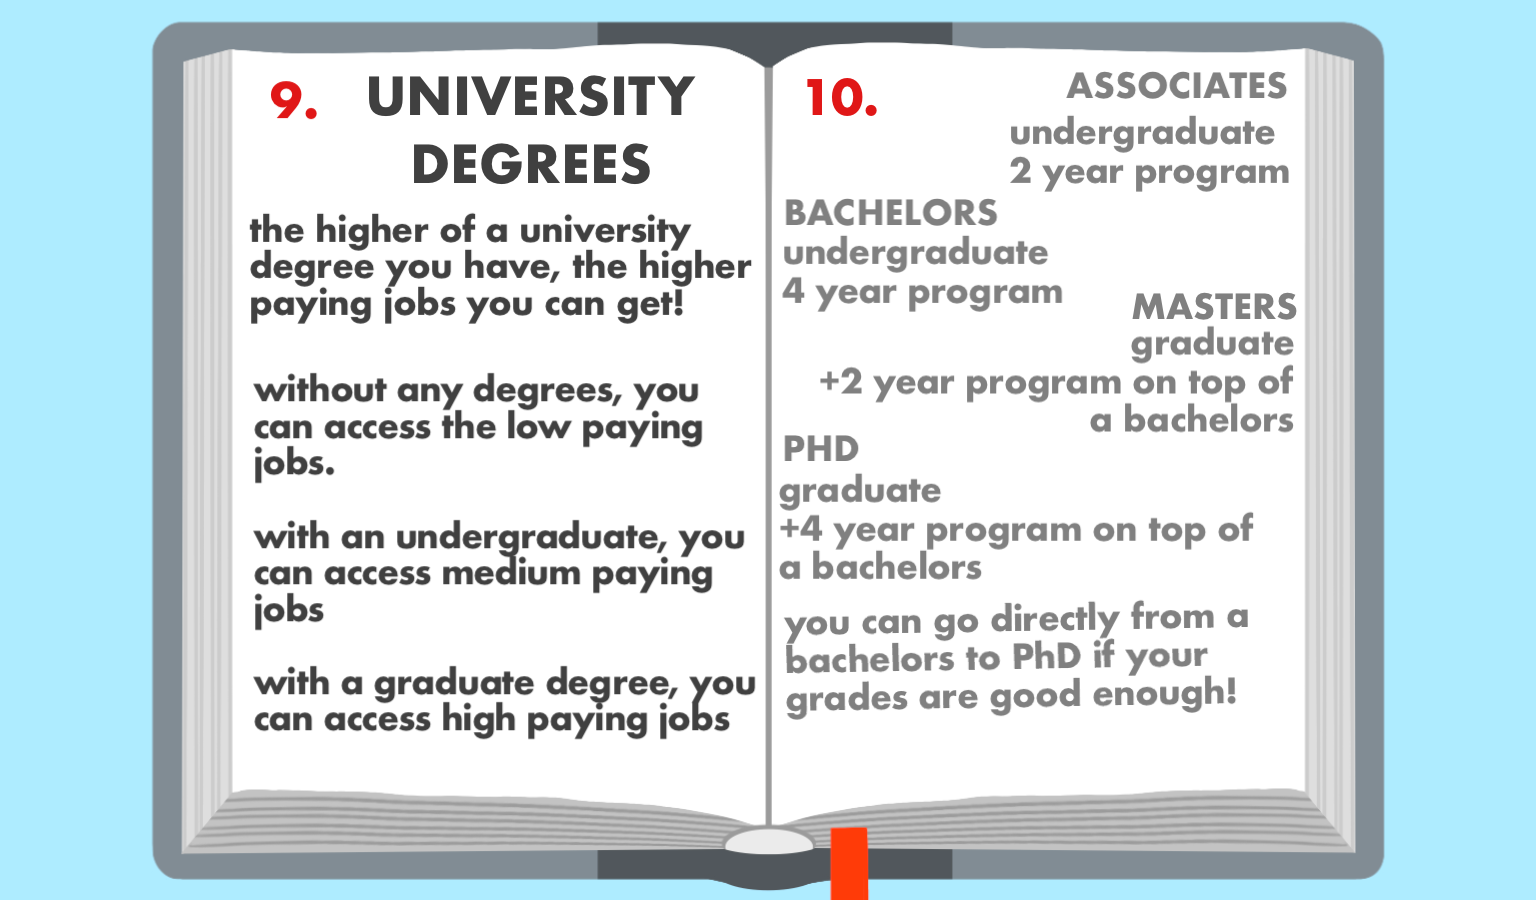 9. UNIVERSITY
DEGREES
the higher of a university
degree you have, the higher
paying jobs you can get!
without any degrees, you
can access the low paying
jobs.
with an undergraduate, you
can access medium paying
jobs
with a graduate degree, you
can access high paying jobs
10.
ASSOCIATES
undergraduate
2 year program
BACHELORS
undergraduate
4 year program
MASTERS
graduate
+2 year program on top of
a bachelors
PHD
graduate
+4 year program on top of
a bachelors
you can go directly from a
bachelors to PhD if your
grades are good enough!